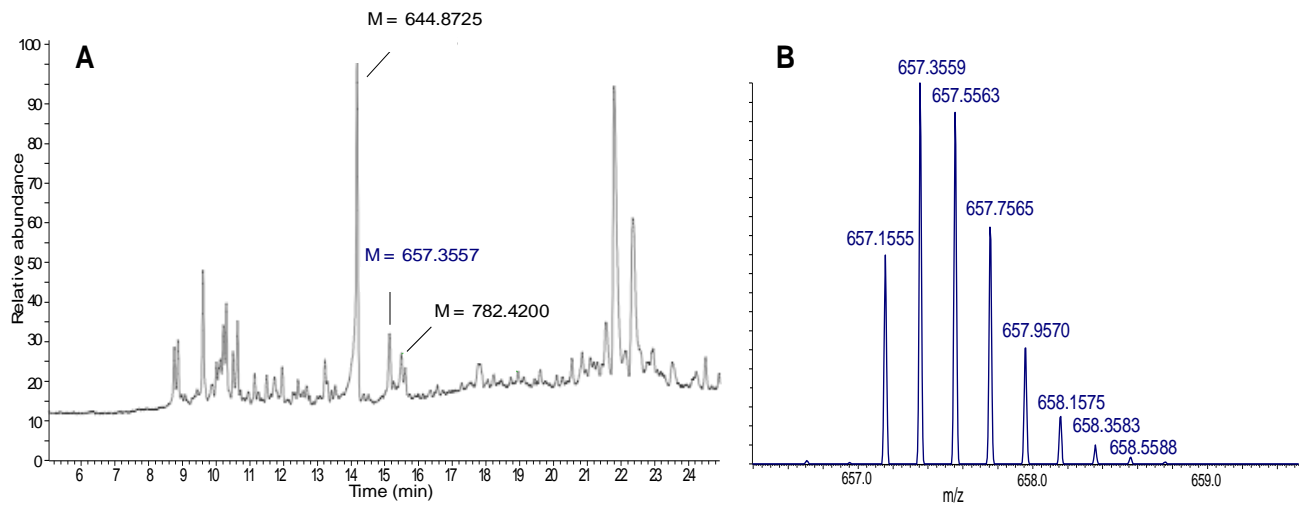 M = 644.8725
A
100
90
80
70
60
50
40
30
20
10
0
Relative abundance
M = 657.3557
M = 782.4200
6 7 8 9 10 11 12 13 14 15 16 17 18 19 20 21 22 23 24
Time (min)
B
657.3559
657.5563
657.7565
657.1555
657.9570
658.1575
658.3583
658.5588
657.0 658.0 659.0
m/z